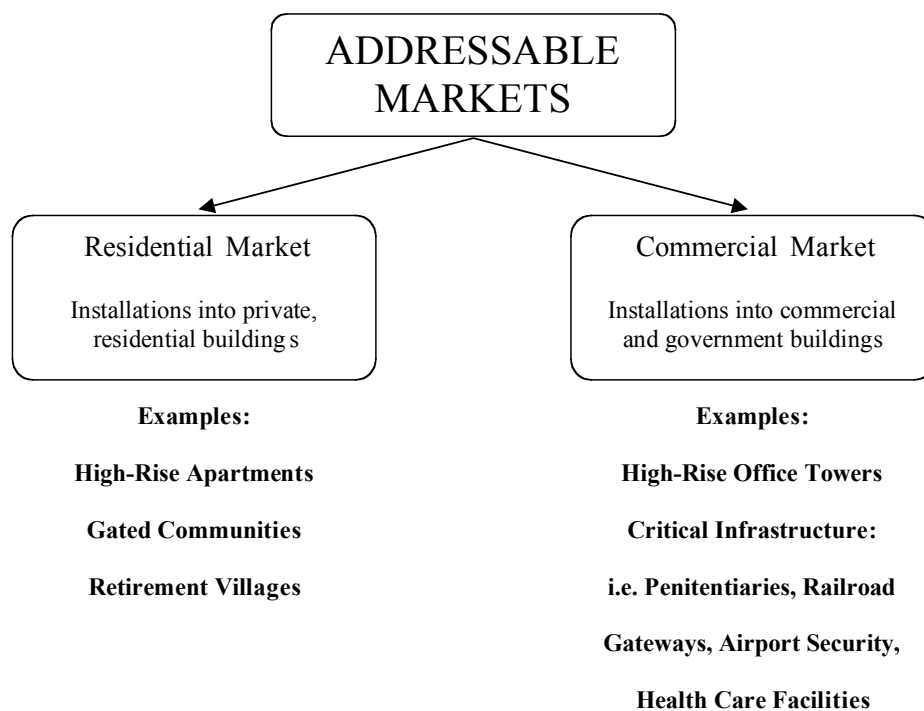 ADDRESSABLE
MARKETS
Residential Market
Installations into private,
residential buildings
Examples:
High-Rise Apartments
Gated Communities
Retirement Villages
Commercial Market
Installations into commercial
and government buildings
Examples:
High-Rise Office Towers
Critical Infrastructure:
i.e. Penitentiaries, Railroad
Gateways, Airport Security,
Health Care Facilities